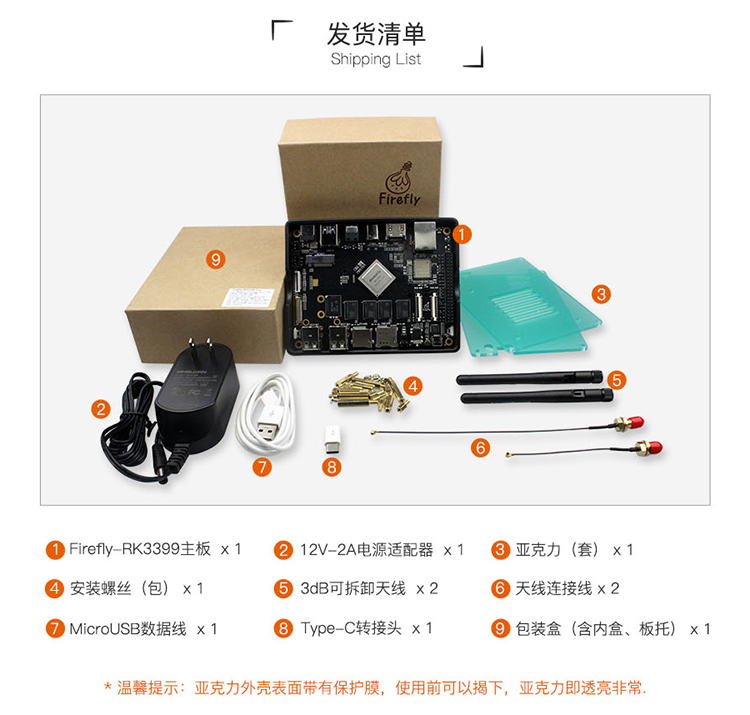 发货清单
Shipping List
Firefly
1
9
3
2
4
5
6
7
8
1 Firefly-RK3399主板 x 1
2 12V-2A电源适配器 x 1
3 亚克力（套）x 1
4 安装螺丝（包）x 1
5 3dB可拆卸天线 x 2
6 天线连接线 x 2
7 MicroUSB数据线 x 1
8 Type-C转接头 x 1
9 包装盒（含内盒、板托） x 1
* 温馨提示：亚克力外壳表面带有保护膜，使用前可以揭下，亚克力即透亮非常.